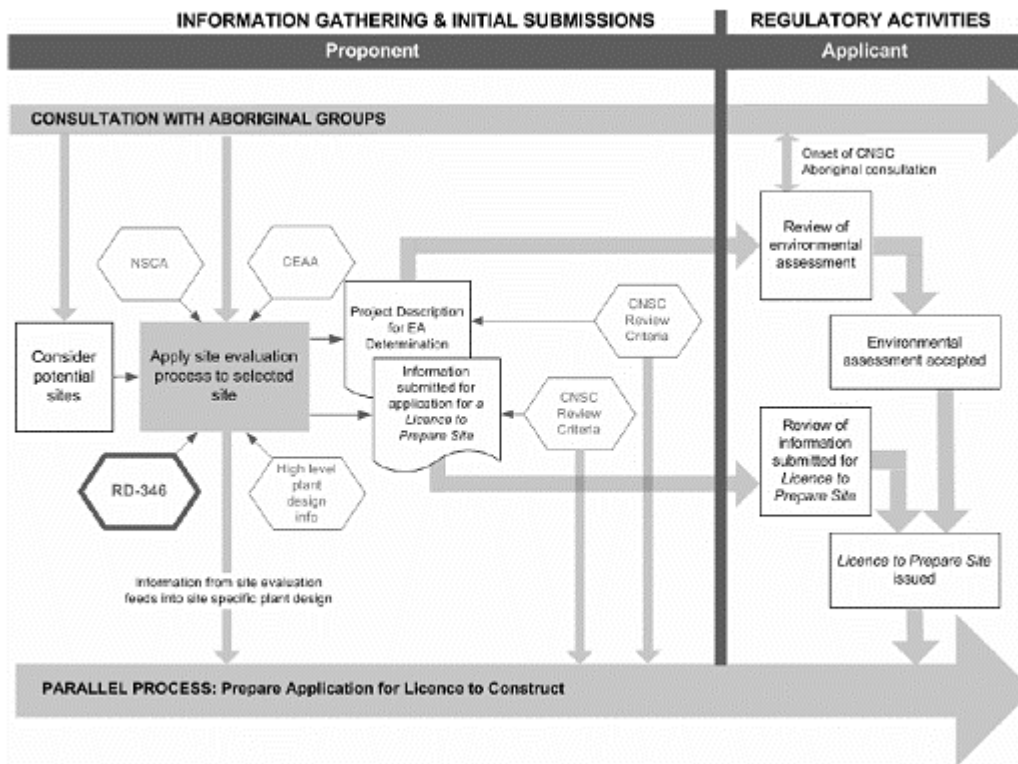 INFORMATION GATHERING & INITIAL SUBMISSIONS
REGULATORY ACTIVITIES
Proponent
Applicant
CONSULTATION WITH ABORIGINAL GROUPS
Onset of CNSC
Aboriginal consultation
Review of
environmental
assessment
NSCA
CEAA
Project Description
for EA
Determination
CNSC
Review
Criteria
Consider
potential
sites
Apply site evaluation
process to selected
site
Environmental
assessment accepted
Information
submitted for
application for a
Licence to
Prepare Site
CNSC
Review
Criteria
Review of
information
submitted for
Licence to
Prepare Site
RD-346
High level
plant
design
info
Licence to Prepare Site
issued
Information from site evaluation
feeds into site specific plant design
PARALLEL PROCESS: Prepare Application for Licence to Construct